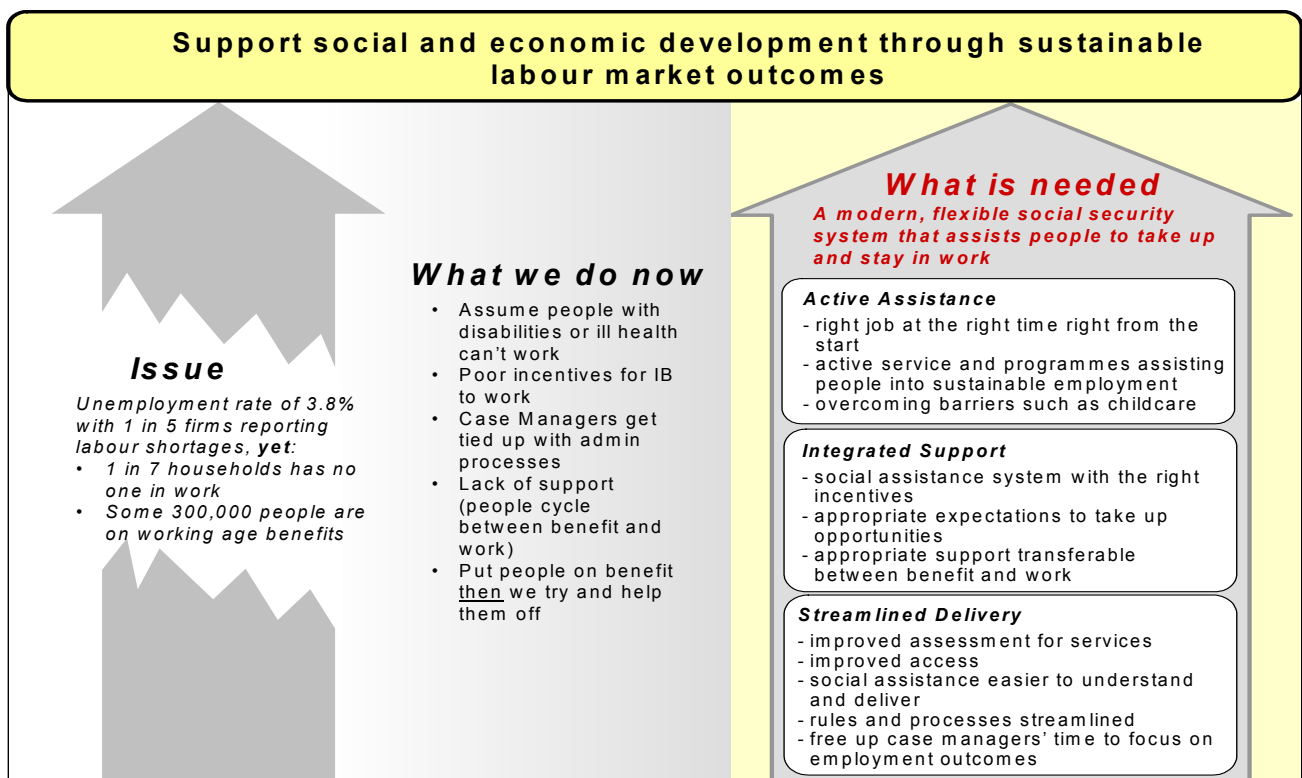 Support social and economic development through sustainable
labour market outcomes
Issue
Unemployment rate of 3.8%
with 1 in 5 firms reporting
labour shortages, yet:
• 1 in 7 households has no
one in work
• Some 300,000 people are
on working age benefits
What we do now
• Assume people with
disabilities or ill health
can't work
• Poor incentives for IB
to work
• Case Managers get
tied up with admin
processes
• Lack of support
(people cycle
between benefit and
work)
• Put people on benefit
then we try and help
them off
What is needed
A modern, flexible social security
system that assists people to take up
and stay in work
Active Assistance
- right job at the right time right from the
start
- active service and programmes assisting
people into sustainable employment
- overcoming barriers such as childcare
Integrated Support
- social assistance system with the right
incentives
- appropriate expectations to take up
opportunities
- appropriate support transferable
between benefit and work
Streamlined Delivery
- improved assessment for services
- improved access
- social assistance easier to understand
and deliver
- rules and processes streamlined
- free up case managers' time to focus on
employment outcomes